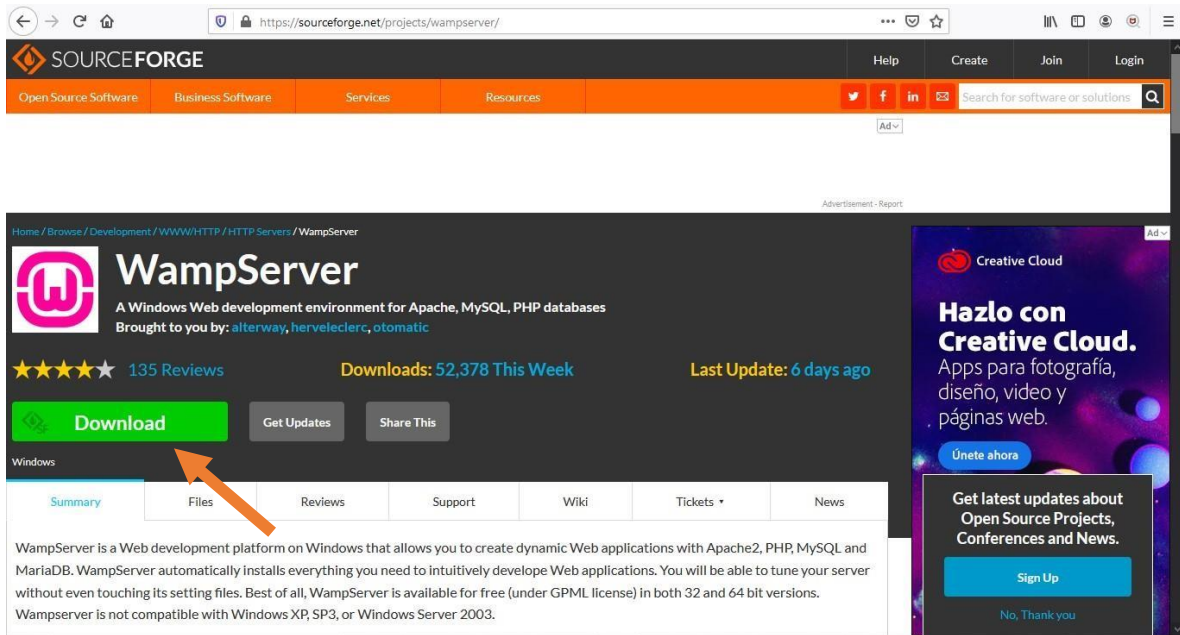 https://sourceforge.net/projects/wampserver/
SOURCEFORGE
Help Create Join Login
Open Source Software Business Software Services Resources
Search for software or solutions
Ad
Advertisement - Report
Home / Browse / Development / WWW/HTTP / HTTP Servers / WampServer
WampServer
A Windows Web development environment for Apache, MySQL, PHP databases
Brought to you by: alterway, herveleclerc, otomatic
135 Reviews Downloads: 52,378 This Week Last Update: 6 days ago
Download Get Updates Share This
Windows
Summary Files Reviews Support Wiki Tickets News
WampServer is a Web development platform on Windows that allows you to create dynamic Web applications with Apache2, PHP, MySQL and
MariaDB. WampServer automatically installs everything you need to intuitively develope Web applications. You will be able to tune your server
without even touching its setting files. Best of all, WampServer is available for free (under GPML license) in both 32 and 64 bit versions.
Wampserver is not compatible with Windows XP, SP3, or Windows Server 2003.
Ad
Creative Cloud
Hazlo con
Creative Cloud.
Apps para fotografía,
diseño, video y
páginas web.
Únete ahora
Get latest updates about
Open Source Projects,
Conferences and News.
Sign Up
No, Thank you